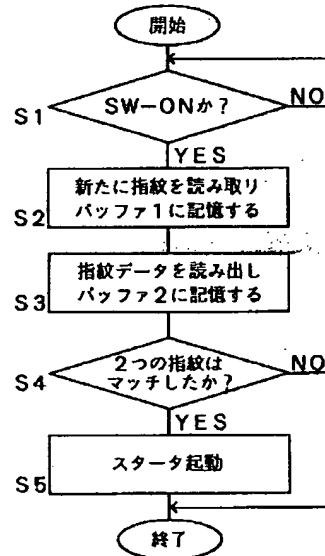 開始
SW-ONか?
NO
S1
YES
新たに指紋を読み取り
バッファ1に記憶する
S2
指紋データを読み出し
バッファ2に記憶する
S3
2つの指紋は
マッチしたか?
NO
S4
YES
スタータ起動
S5
終了